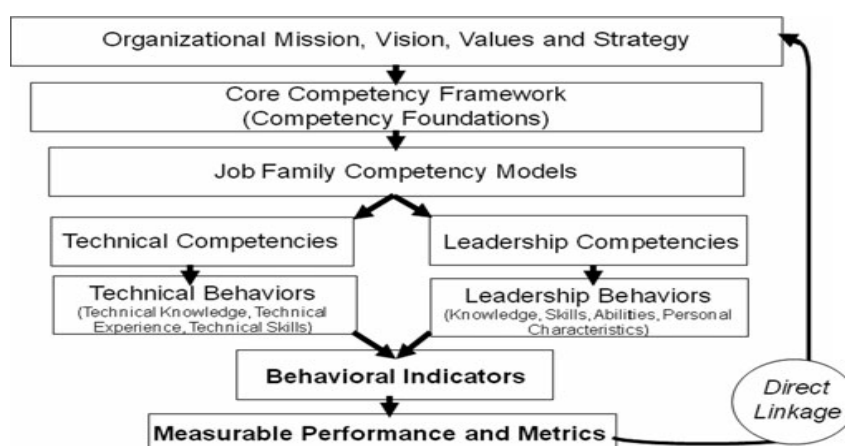 Organizational Mission, Vision, Values and Strategy
Core Competency Framework
(Competency Foundations)
Job Family Competency Models
Technical Competencies
Leadership Competencies
Technical Behaviors
(Technical Knowledge, Technical
Experience, Technical Skills)
Leadership Behaviors
(Knowledge, Skills, Abilities, Personal
Characteristics)
Behavioral Indicators
Direct
Linkage
Measurable Performance and Metrics